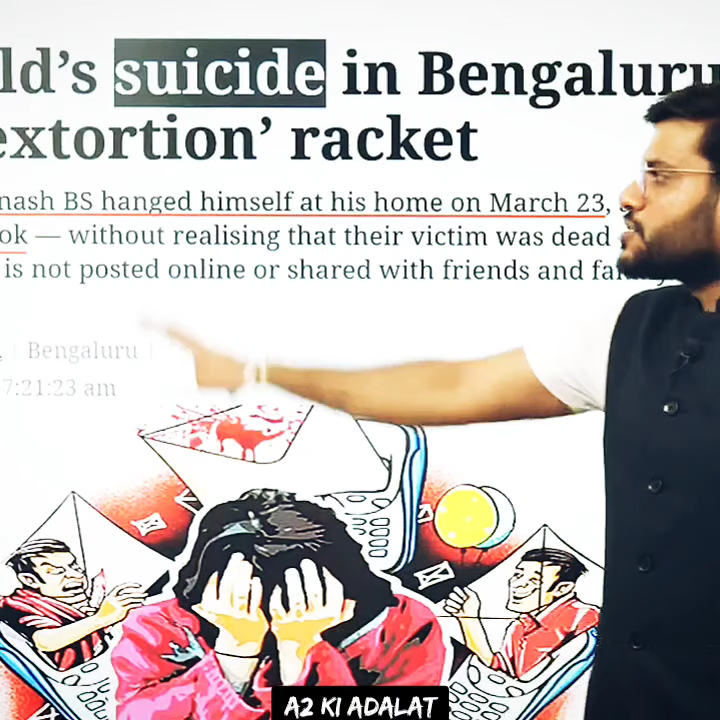 ld’s suicide in Bengaluru
extortion’ racket
nash BS hanged himself at his home on March 23,
ok — without realising that their victim was dead
is not posted online or shared with friends and
Bengaluru
7:21:23 am
A2 KI ADALAT